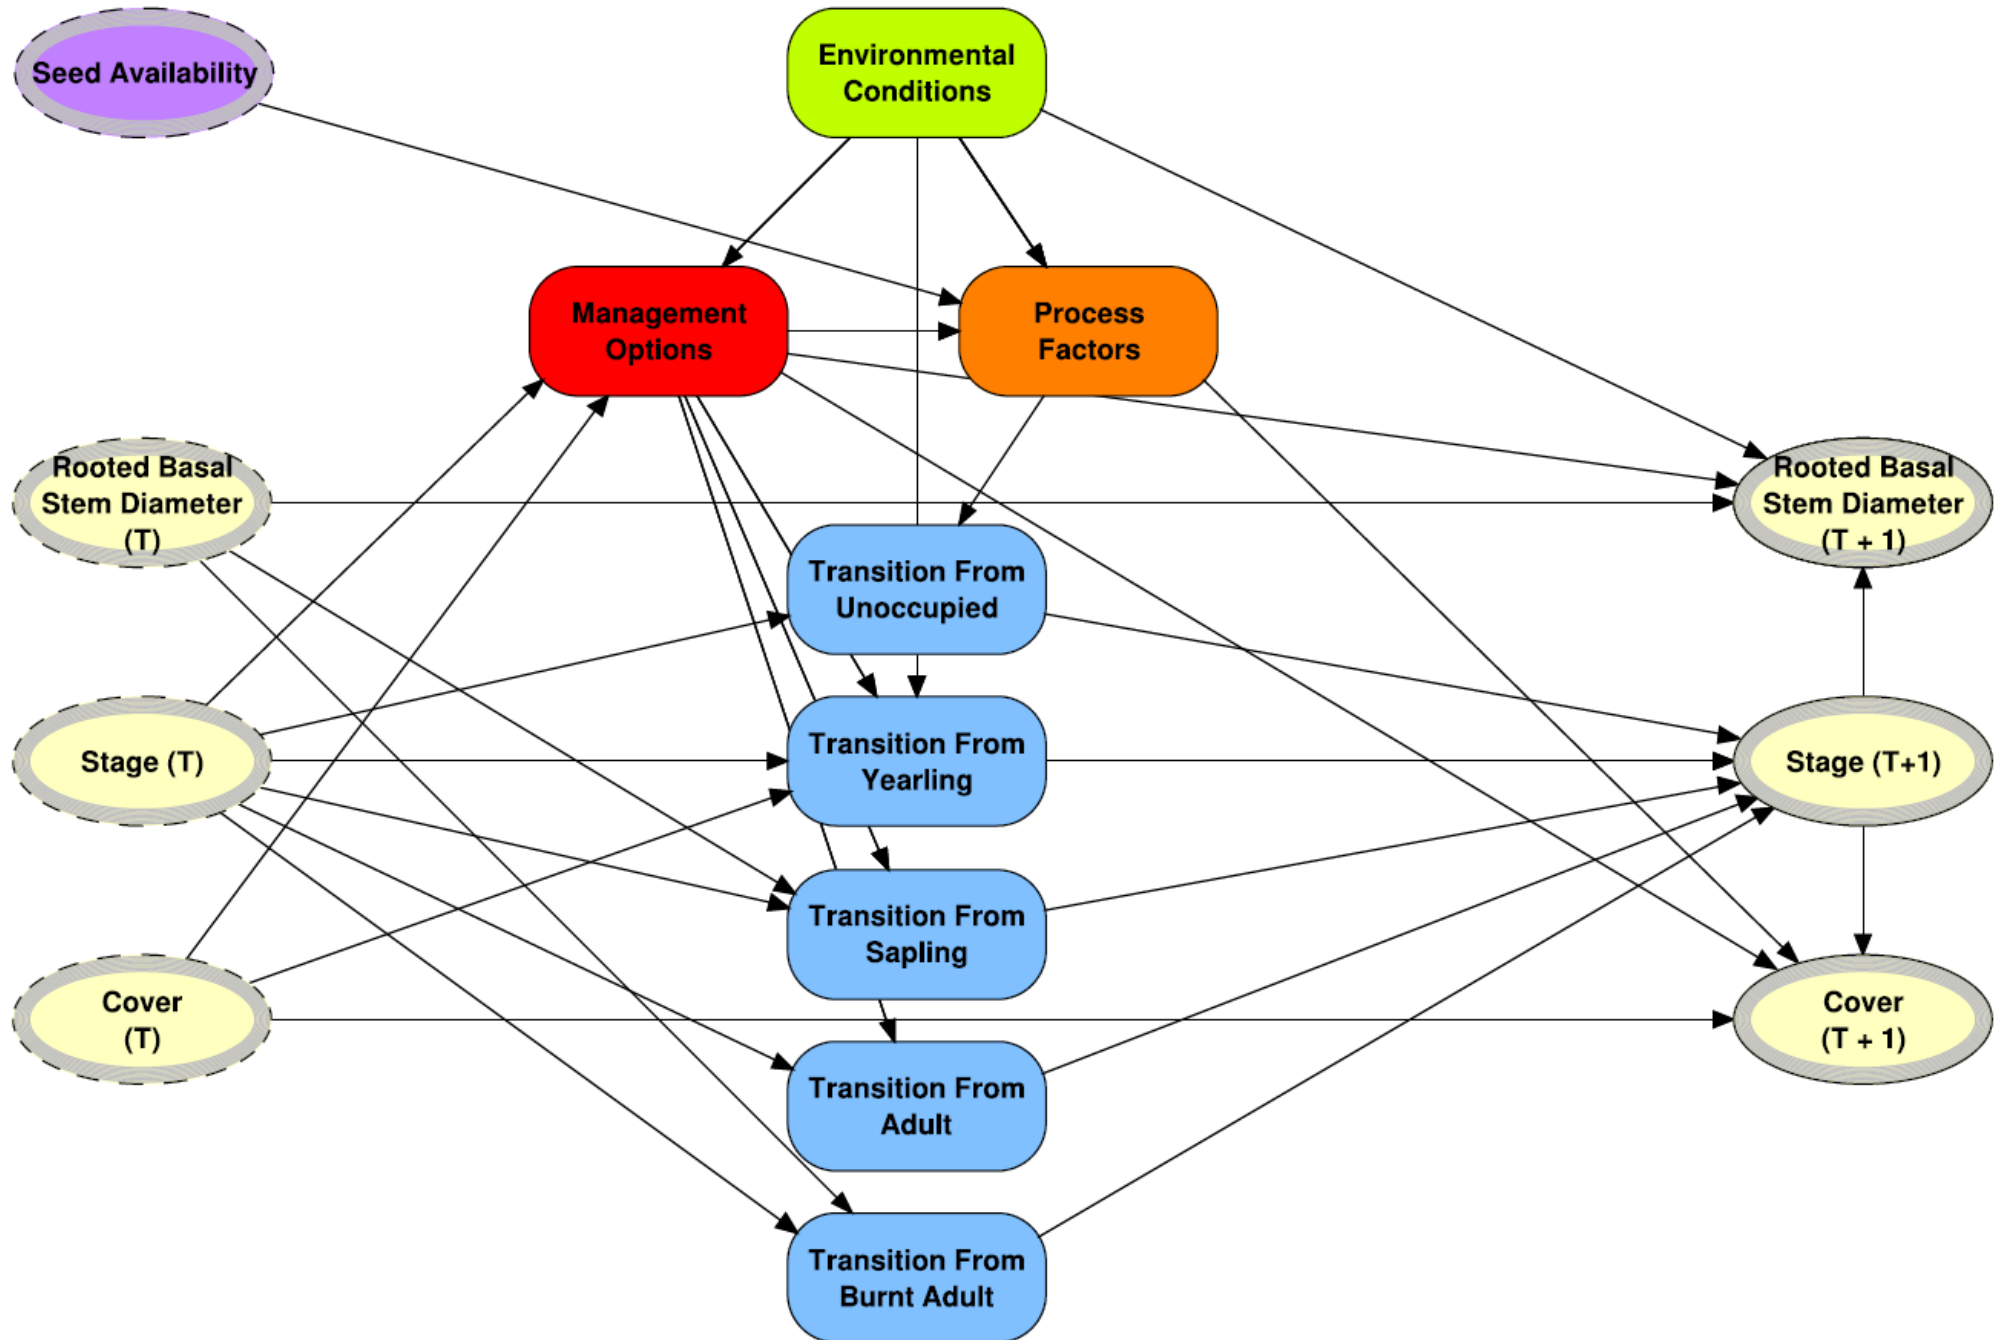 Seed Availability
Environmental
Conditions
Management
Options
Process
Factors
Rooted Basal
Stem Diameter
(T)
Rooted Basal
Stem Diameter
(T + 1)
Transition From
Unoccupied
Stage (T)
Transition From
Yearling
Stage (T+1)
Transition From
Sapling
Cover
(T)
Cover
(T + 1)
Transition From
Adult
Transition From
Burnt Adult